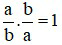 a/b . b/a = 1